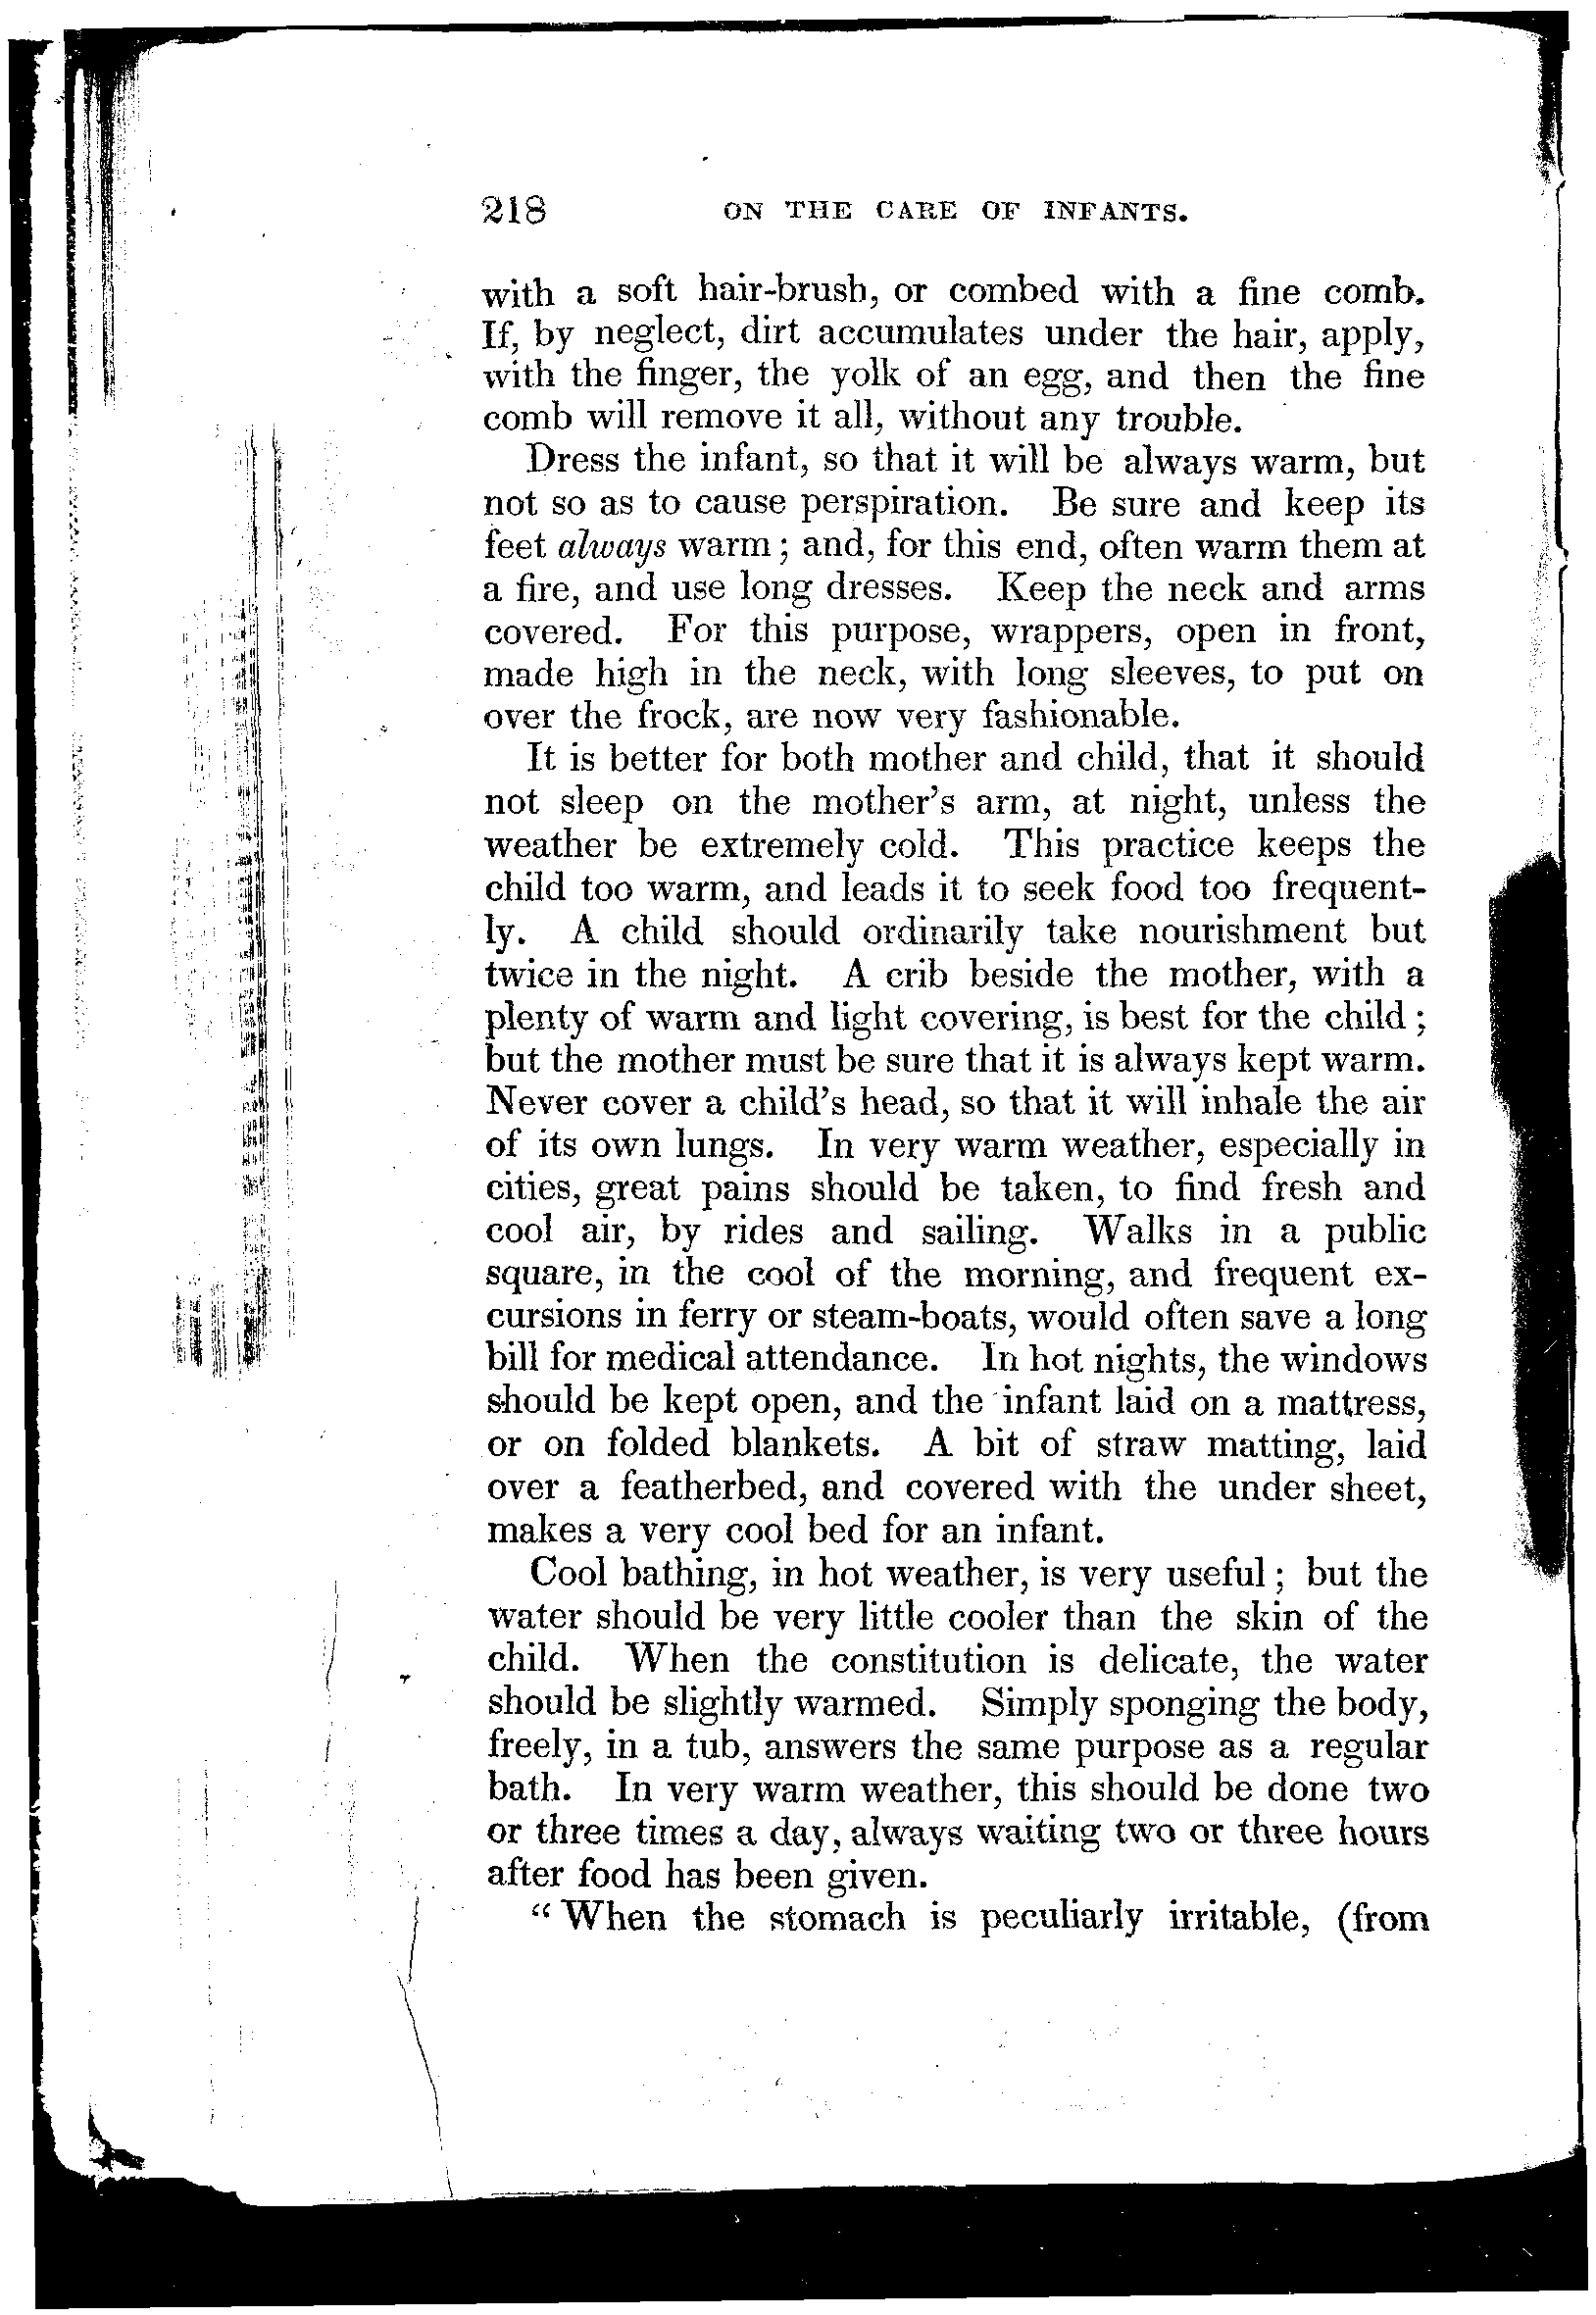 218 ON THE CARE OF INFANTS.
with a soft hair-brush, or combed with a fine comb.
If, by neglect, dirt accumulates under the hair, apply,
with the finger, the yolk of an egg, and then the fine
comb will remove it all, without any trouble.
Dress the infant, so that it will be always warm, but
not so as to cause perspiration. Be sure and keep its
feet always warm; and, for this end, often warm them at
a fire, and use long dresses. Keep the neck and arms
covered. For this purpose, wrappers, open in front,
made high in the neck, with long sleeves, to put on
over the frock, are now very fashionable.
It is better for both mother and child, that it should
not sleep on the mother's arm, at night, unless the
weather be extremely cold. This practice keeps the
child too warm, and leads it to seek food too frequent-
ly. A child should ordinarily take nourishment but
twice in the night. A crib beside the mother, with a
plenty of warm and light covering, is best for the child;
but the mother must be sure that it is always kept warm.
Never cover a child's head, so that it will inhale the air
of its own lungs. In very warm weather, especially in
cities, great pains should be taken, to find fresh and
cool air, by rides and sailing. Walks in a public
square, in the cool of the morning, and frequent ex-
cursions in ferry or steam-boats, would often save a long
bill for medical attendance. In hot nights, the windows
should be kept open, and the infant laid on a mattress,
or on folded blankets. A bit of straw matting, laid
over a featherbed, and covered with the under sheet,
makes a very cool bed for an infant.
Cool bathing, in hot weather, is very useful; but the
water should be very little cooler than the skin of the
child. When the constitution is delicate, the water
should be slightly warmed. Simply sponging the body,
freely, in a tub, answers the same purpose as a regular
bath. In very warm weather, this should be done two
or three times a day, always waiting two or three hours
after food has been given.
"When the stomach is peculiarly irritable, (from